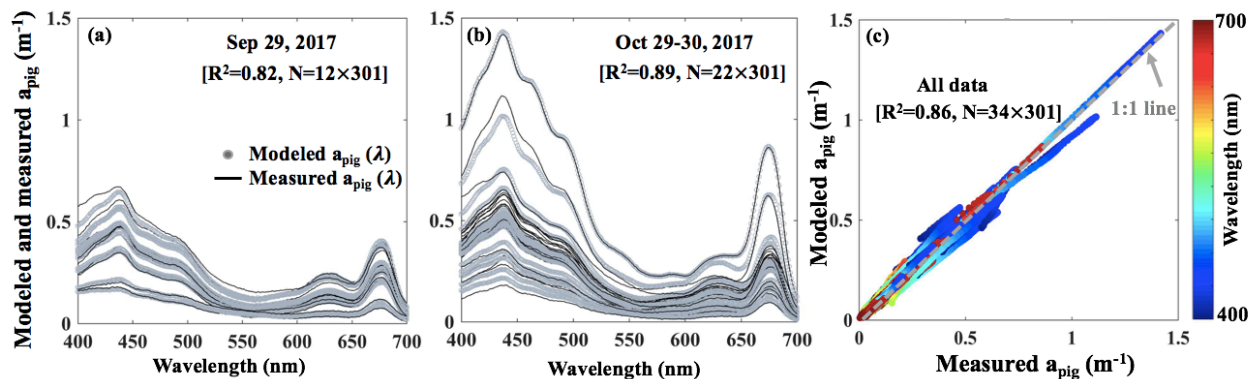 Modeled and measured a_pig (m⁻¹)
1.5
1
0.5
0
(a)
Sep 29, 2017
[R²=0.82, N=12×301]
Modeled a_pig (λ)
Measured a_pig (λ)
400 450 500 550 600 650 700
Wavelength (nm)
1.5
1
0.5
0
(b)
Oct 29-30, 2017
[R²=0.89, N=22×301]
400 450 500 550 600 650 700
Wavelength (nm)
Modeled a_pig (m⁻¹)
1.5
1
0.5
0
(c)
All data
[R²=0.86, N=34×301]
1:1 line
0 0.5 1 1.5
Measured a_pig (m⁻¹)
700
Wavelength (nm)
400